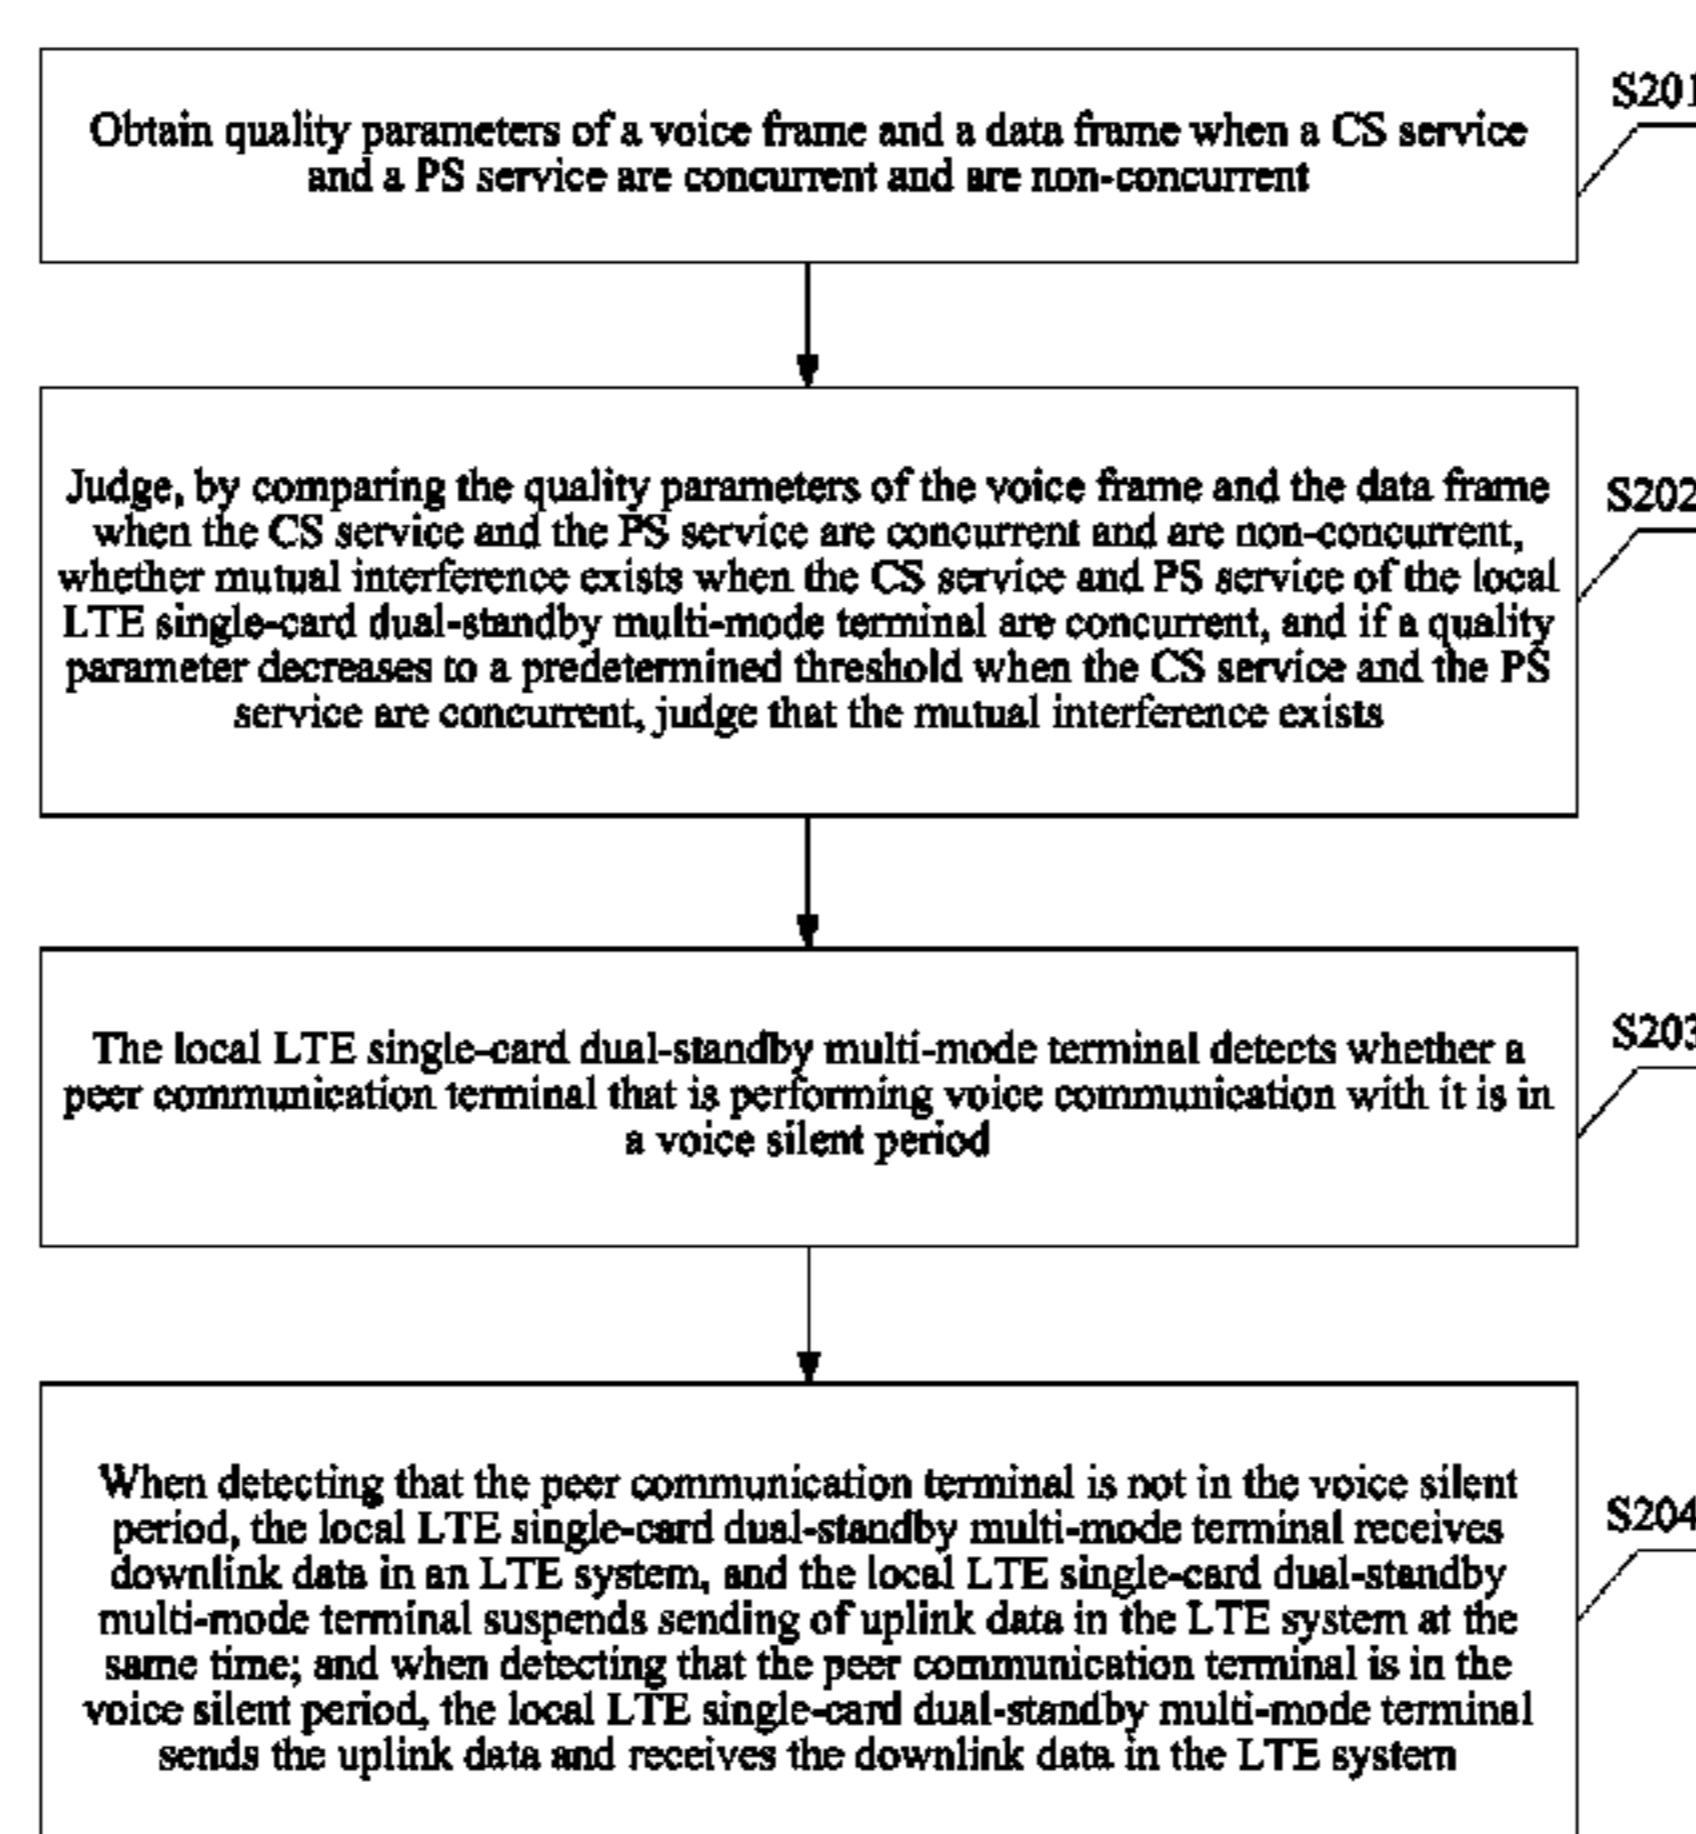 Obtain quality parameters of a voice frame and a data frame when a CS service
and a PS service are concurrent and are non-concurrent
S201
Judge, by comparing the quality parameters of the voice frame and the data frame
when the CS service and the PS service are concurrent and are non-concurrent,
whether mutual interference exists when the CS service and PS service of the local
LTE single-card dual-standby multi-mode terminal are concurrent, and if a quality
parameter decreases to a predetermined threshold when the CS service and the PS
service are concurrent, judge that the mutual interference exists
S202
The local LTE single-card dual-standby multi-mode terminal detects whether a
peer communication terminal that is performing voice communication with it is in
a voice silent period
S203
When detecting that the peer communication terminal is not in the voice silent
period, the local LTE single-card dual-standby multi-mode terminal receives
downlink data in an LTE system, and the local LTE single-card dual-standby
multi-mode terminal suspends sending of uplink data in the LTE system at the
same time; and when detecting that the peer communication terminal is in the
voice silent period, the local LTE single-card dual-standby multi-mode terminal
sends the uplink data and receives the downlink data in the LTE system
S204